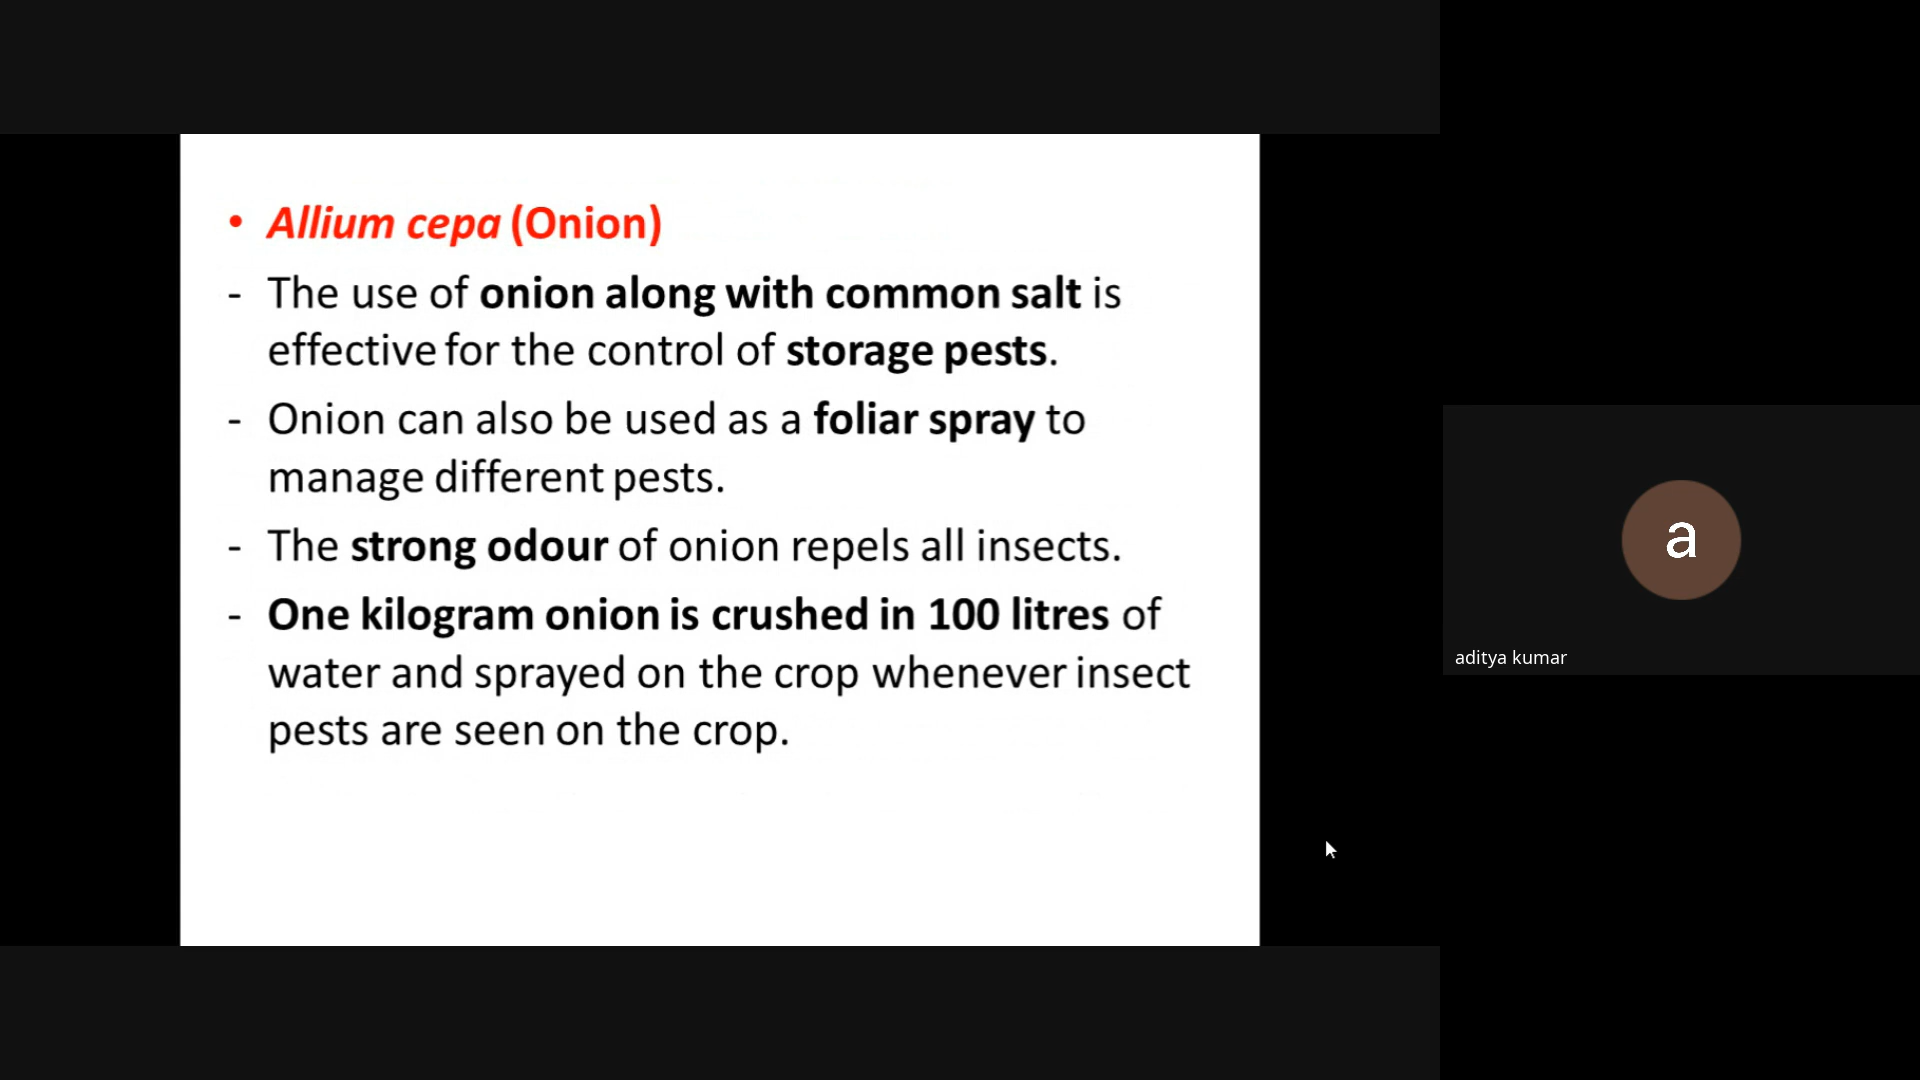 • Allium cepa (Onion)
- The use of onion along with common salt is
effective for the control of storage pests.
- Onion can also be used as a foliar spray to
manage different pests.
- The strong odour of onion repels all insects.
- One kilogram onion is crushed in 100 litres of
water and sprayed on the crop whenever insect
pests are seen on the crop.
a
aditya kumar